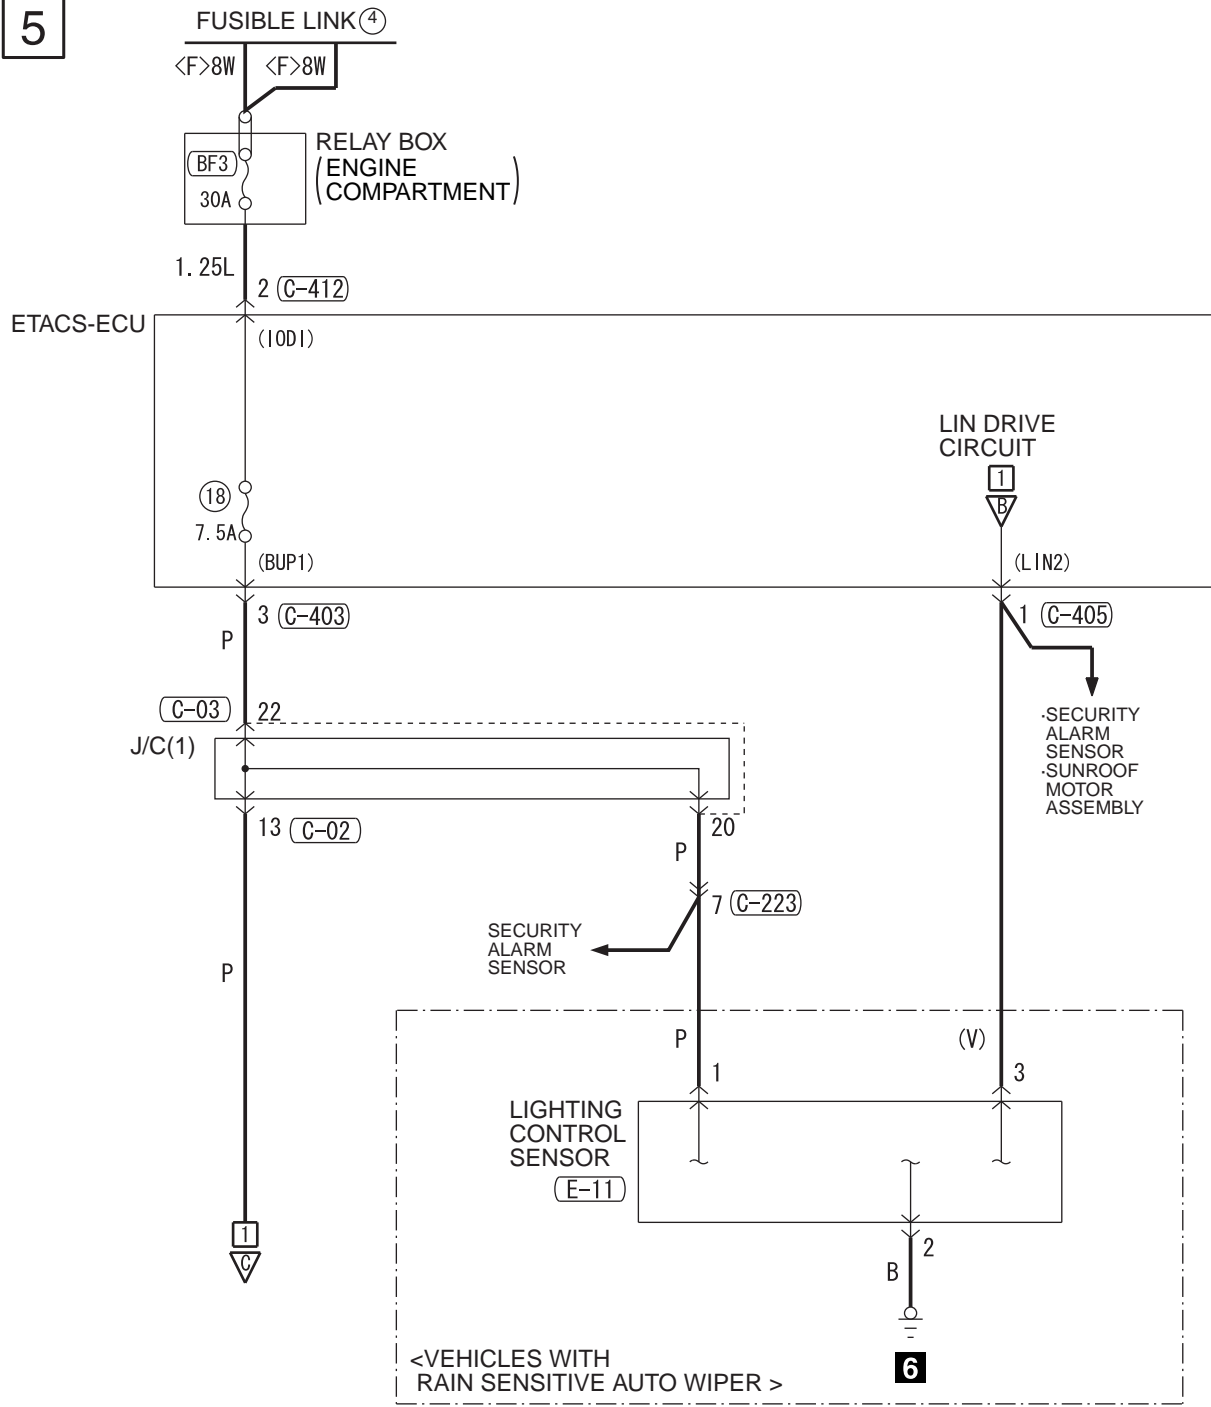 5
FUSIBLE LINK 4
<F>8W <F>8W
RELAY BOX
(ENGINE
COMPARTMENT)
BF3
30A
1.25L
2 C-412
ETACS-ECU
(IOD1)
LIN DRIVE
CIRCUIT
1
B
18
7.5A
(BUP1)
(LIN2)
3 C-403
1 C-405
P
C-03 22
J/C(1)
·SECURITY
ALARM
SENSOR
·SUNROOF
MOTOR
ASSEMBLY
13 C-02
20
P
7 C-223
SECURITY
ALARM
SENSOR
P
P
(V)
1
3
LIGHTING
CONTROL
SENSOR
E-11
1
C
2
B
6
<VEHICLES WITH
RAIN SENSITIVE AUTO WIPER >